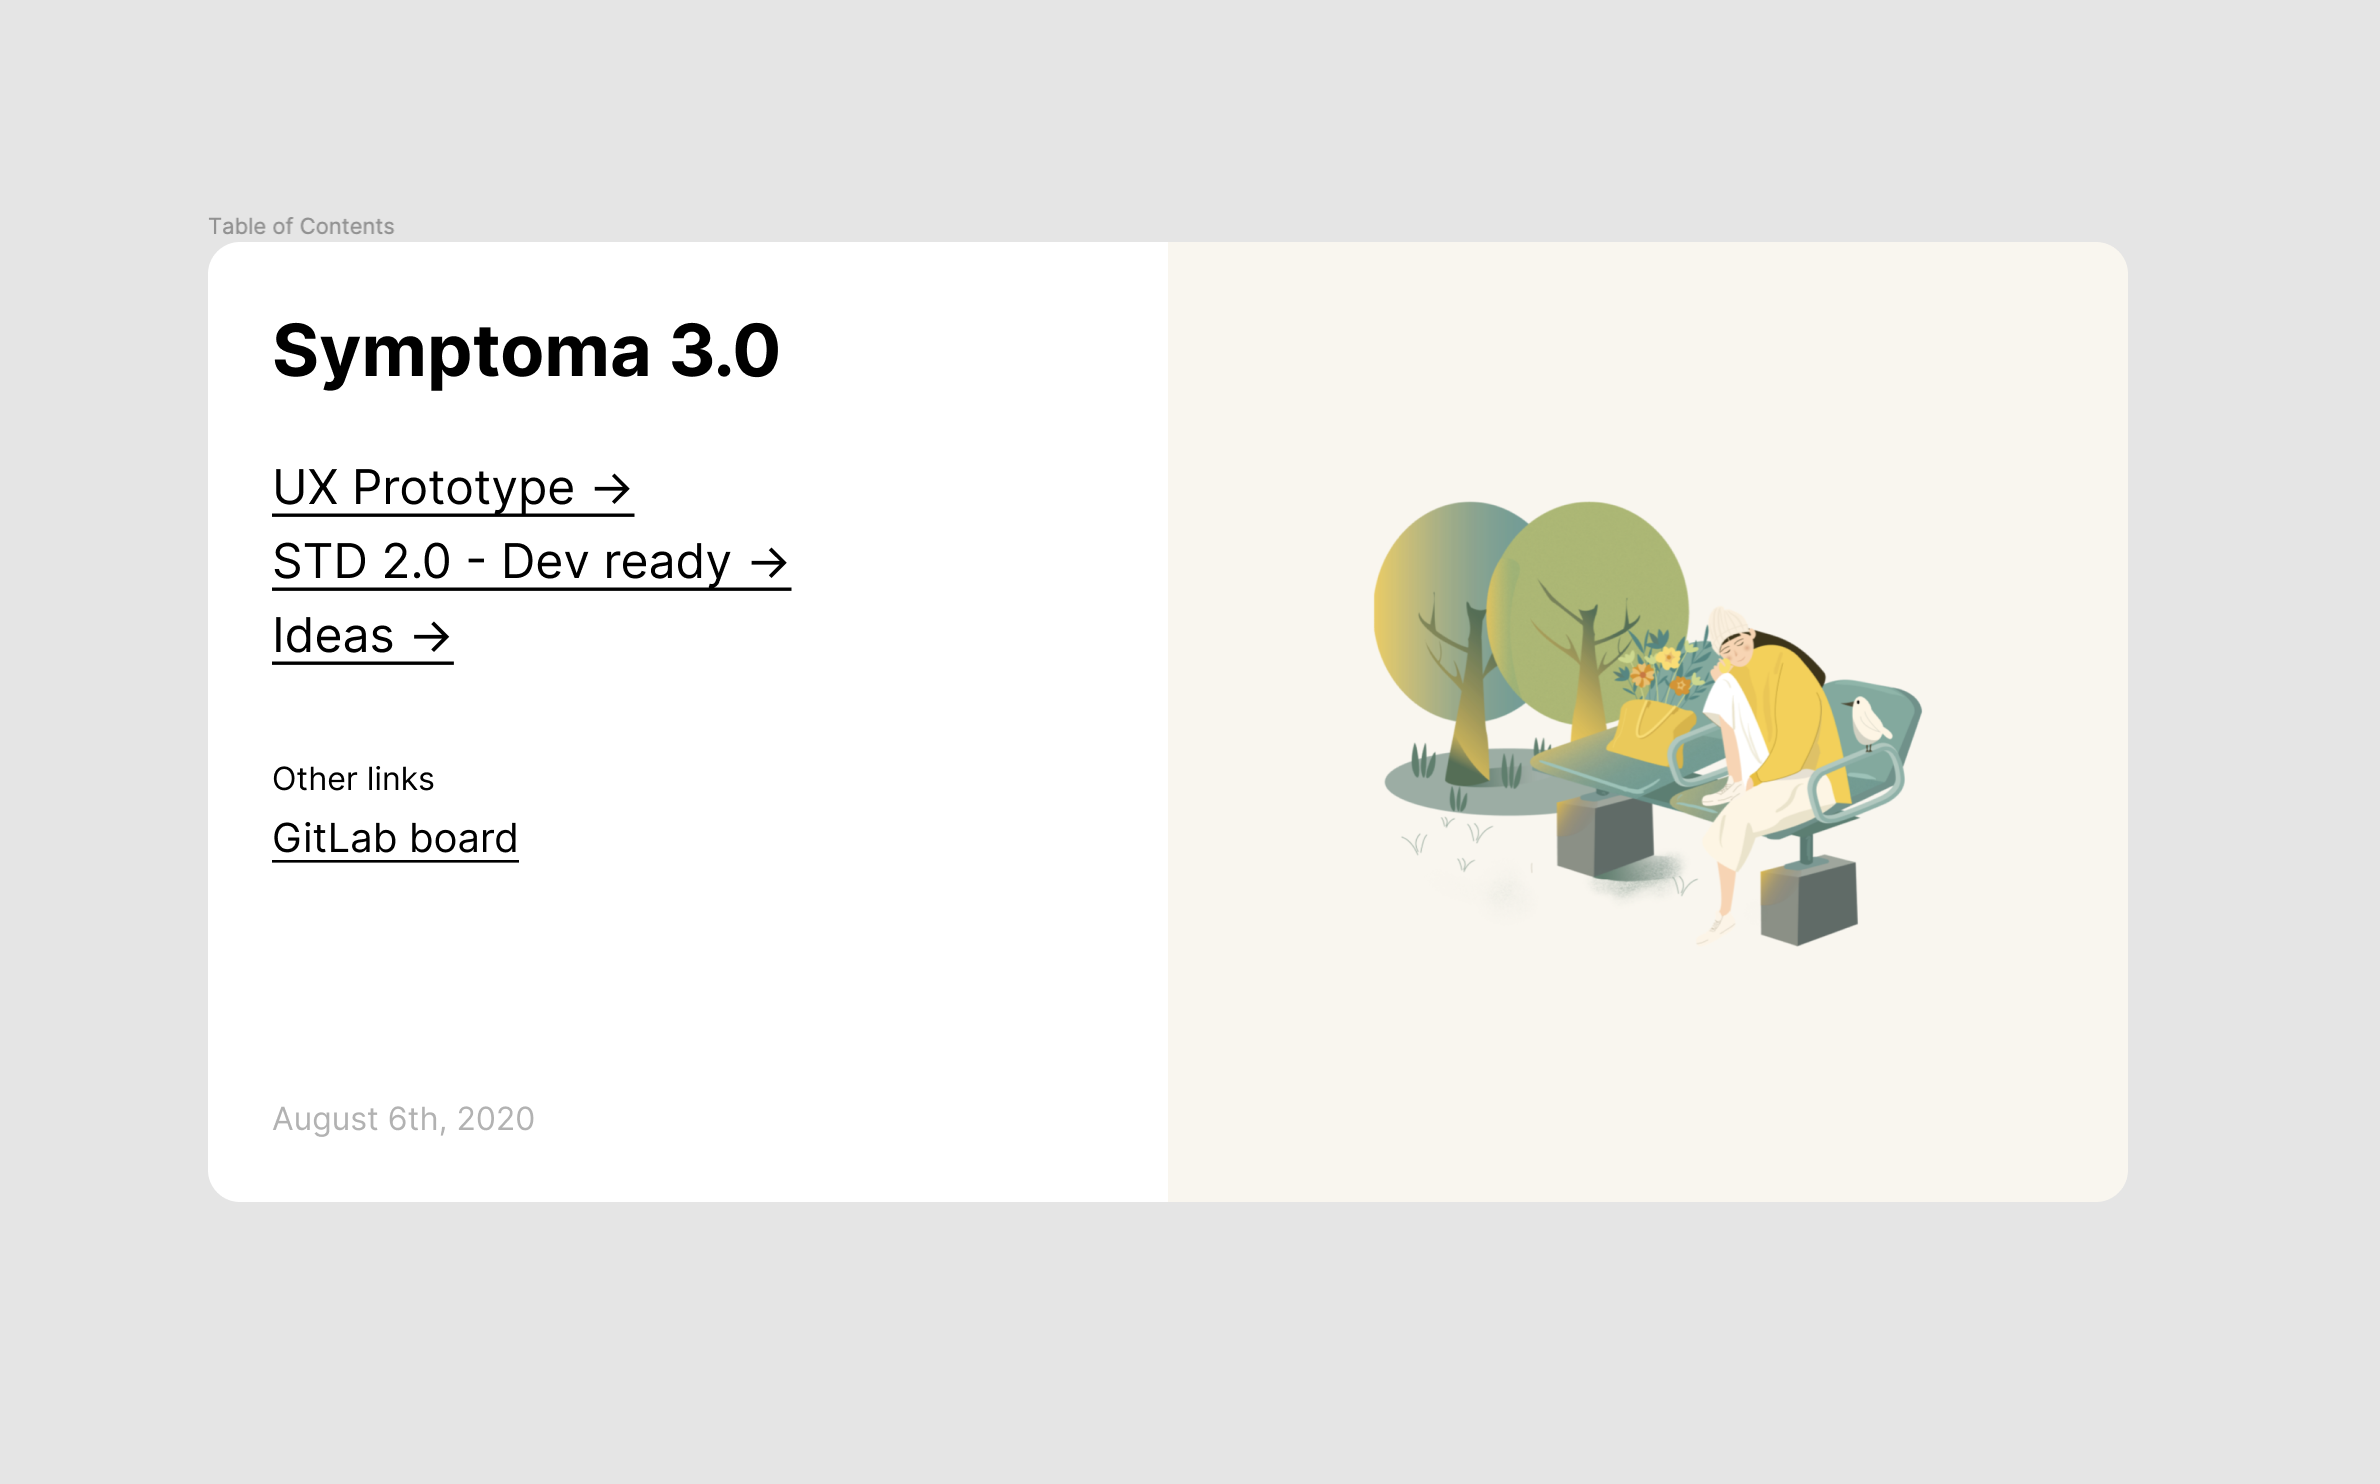 Table of Contents
Symptoma 3.0
UX Prototype →
STD 2.0 - Dev ready →
Ideas →
Other links
GitLab board
August 6th, 2020